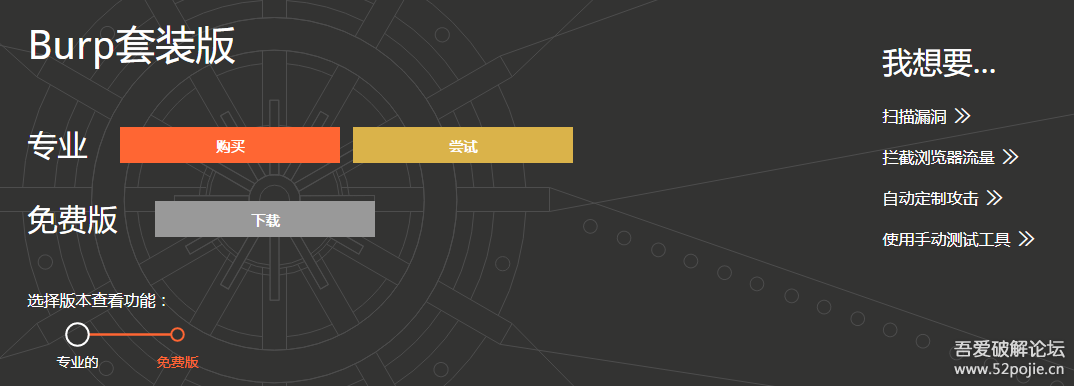 Burp套装版
专业 购买 尝试
免费版 下载
选择版本查看功能：
专业的 免费版
我想要...
扫描漏洞
拦截浏览器流量
自动定制攻击
使用手动测试工具
吾爱破解论坛
www.52pojie.cn